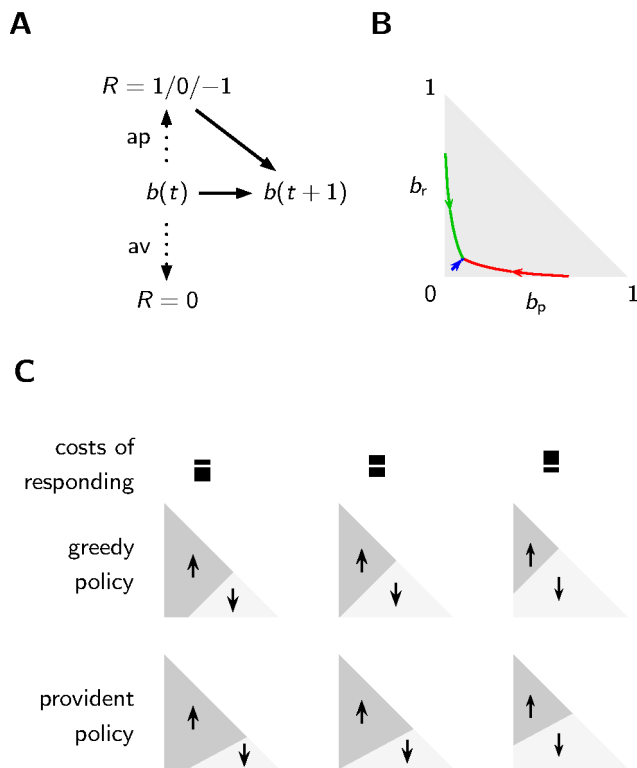 A
R = 1/0/−1
ap
b(t)
b(t + 1)
av
R = 0
B
1
b_r
0
b_p
1
C
costs of
responding
greedy
policy
provident
policy